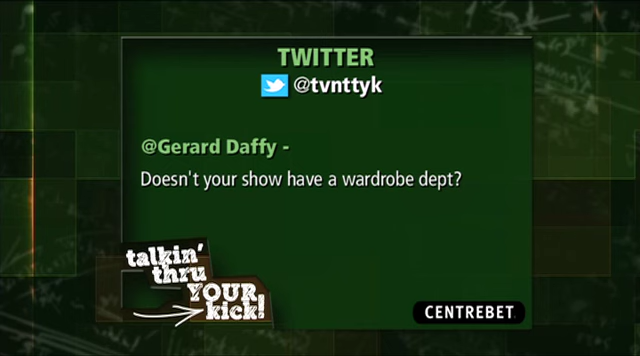 TWITTER
@tvnttyk
@Gerard Daffy -
Doesn't your show have a wardrobe dept?
talkin'
thru
YOUR
kick!
CENTREBET